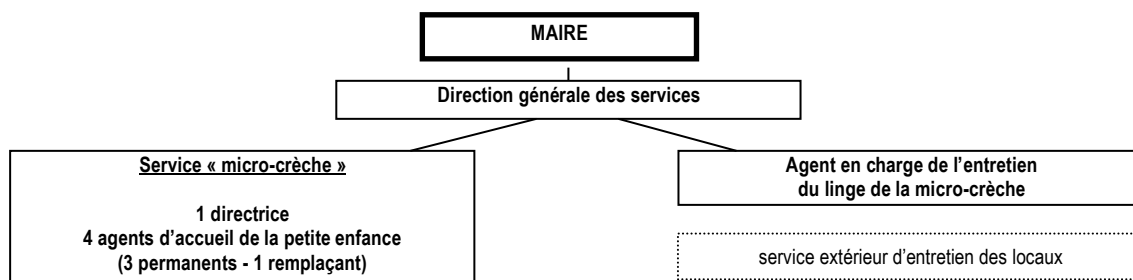 MAIRE
Direction générale des services
Service « micro-crèche »
1 directrice
4 agents d’accueil de la petite enfance
(3 permanents - 1 remplaçant)
Agent en charge de l’entretien
du linge de la micro-crèche
service extérieur d’entretien des locaux